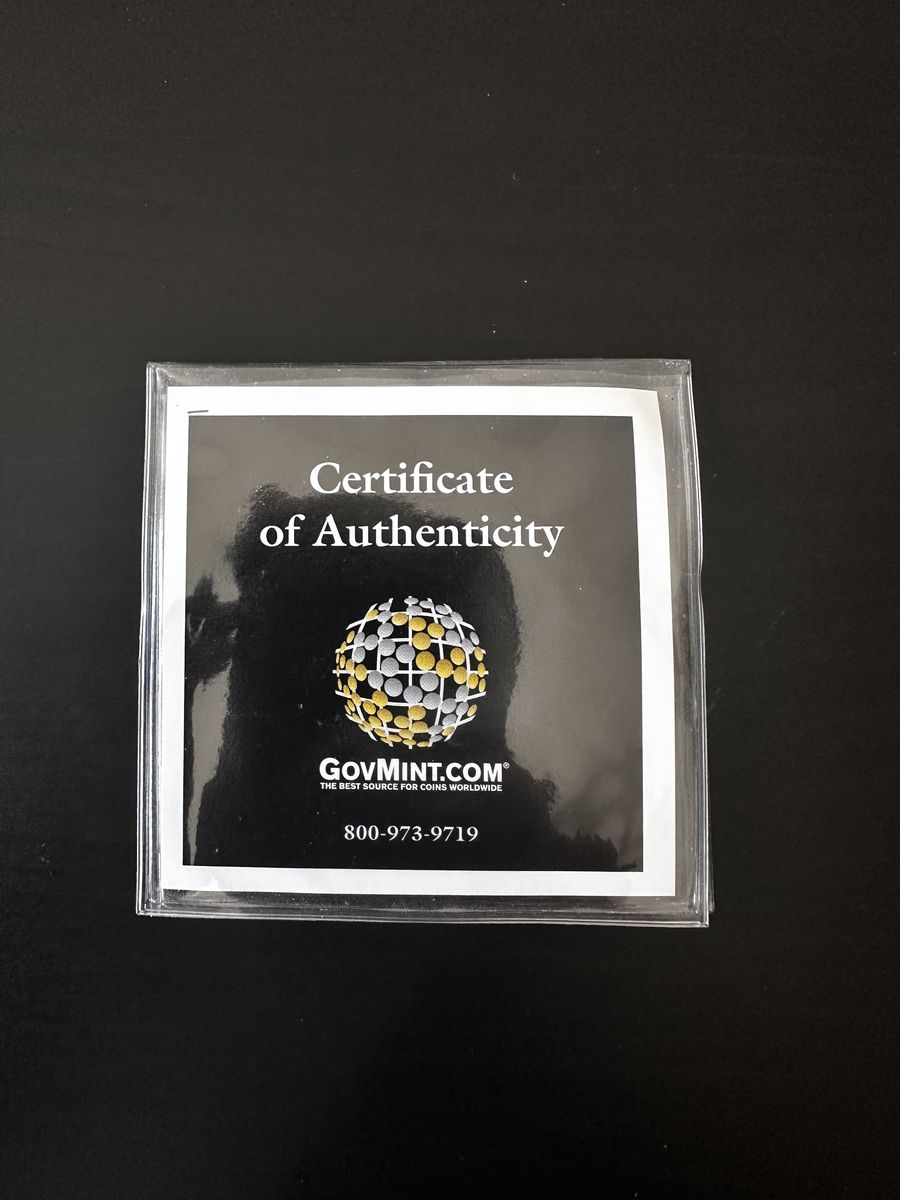 Certificate
of Authenticity
GOVMINT.COM®
THE BEST SOURCE FOR COINS WORLDWIDE
800-973-9719